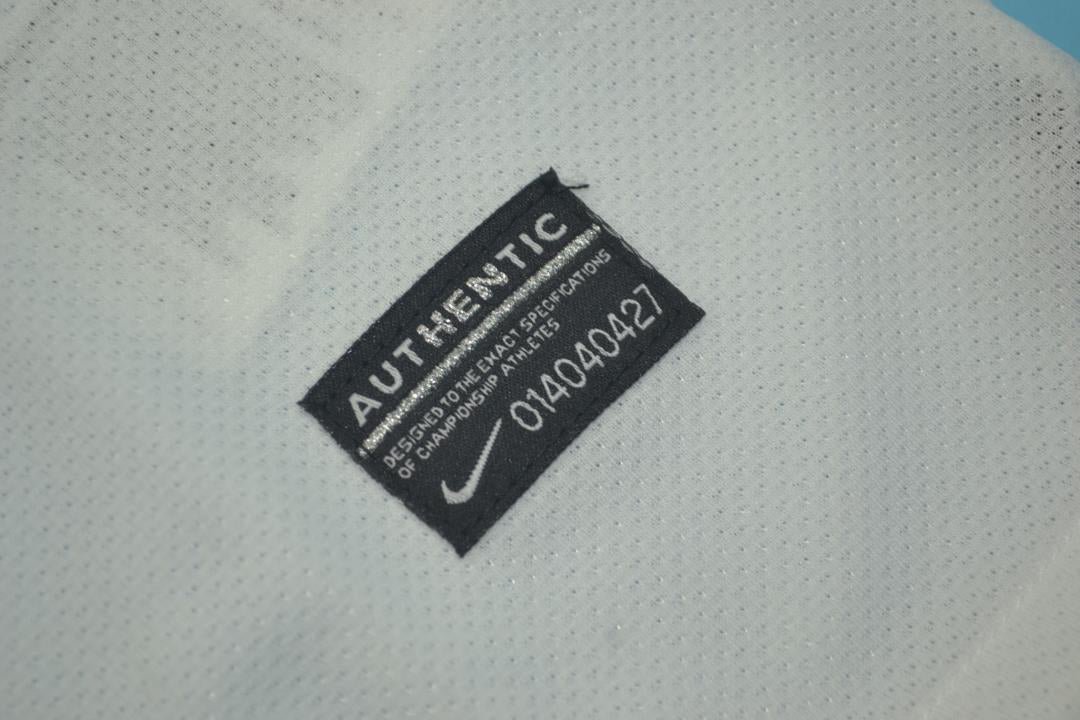 AUTHENTIC
DESIGNED TO THE EXACT SPECIFICATIONS
OF CHAMPIONSHIP ATHLETES
014040427